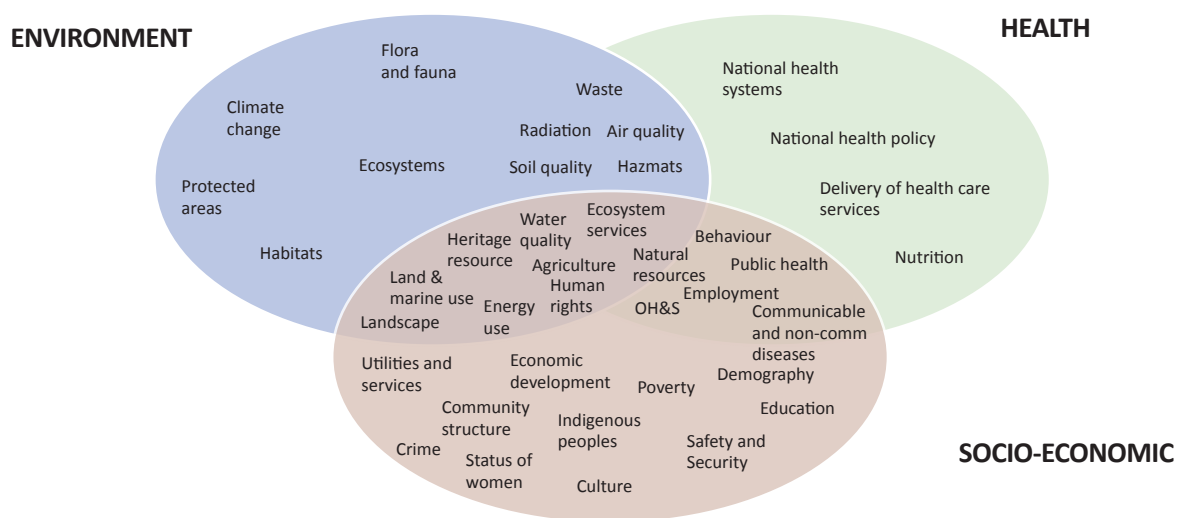 ENVIRONMENT
HEALTH
Flora
and fauna
Climate
change
Ecosystems
Protected
areas
Habitats
Waste
Radiation
Air quality
Soil quality
Hazmats
National health
systems
National health policy
Delivery of health care
services
Nutrition
Ecosystem
services
Water
quality
Heritage
resource
Behaviour
Natural
resources
Public health
Agriculture
Human
rights
Land &
marine use
Energy
use
Employment
OH&S
Landscape
Communicable
and non-comm
diseases
Utilities and
services
Economic
development
Poverty
Demography
Education
Community
structure
Indigenous
peoples
Crime
Status of
women
Safety and
Security
Culture
SOCIO-ECONOMIC